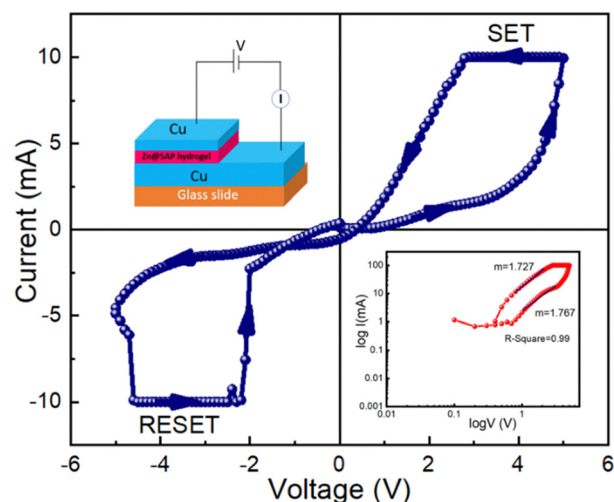 SET
10
V
I
Cu
Zn@SAP hydrogel
Cu
Glass slide
5
0
-5
-10
Current (mA)
RESET
100
10
1
0.1
0.01
0.001
0.01
0.1
1
log I(mA)
logV (V)
m=1.727
m=1.767
R-Square=0.99
-6
-4
-2
0
2
4
6
Voltage (V)